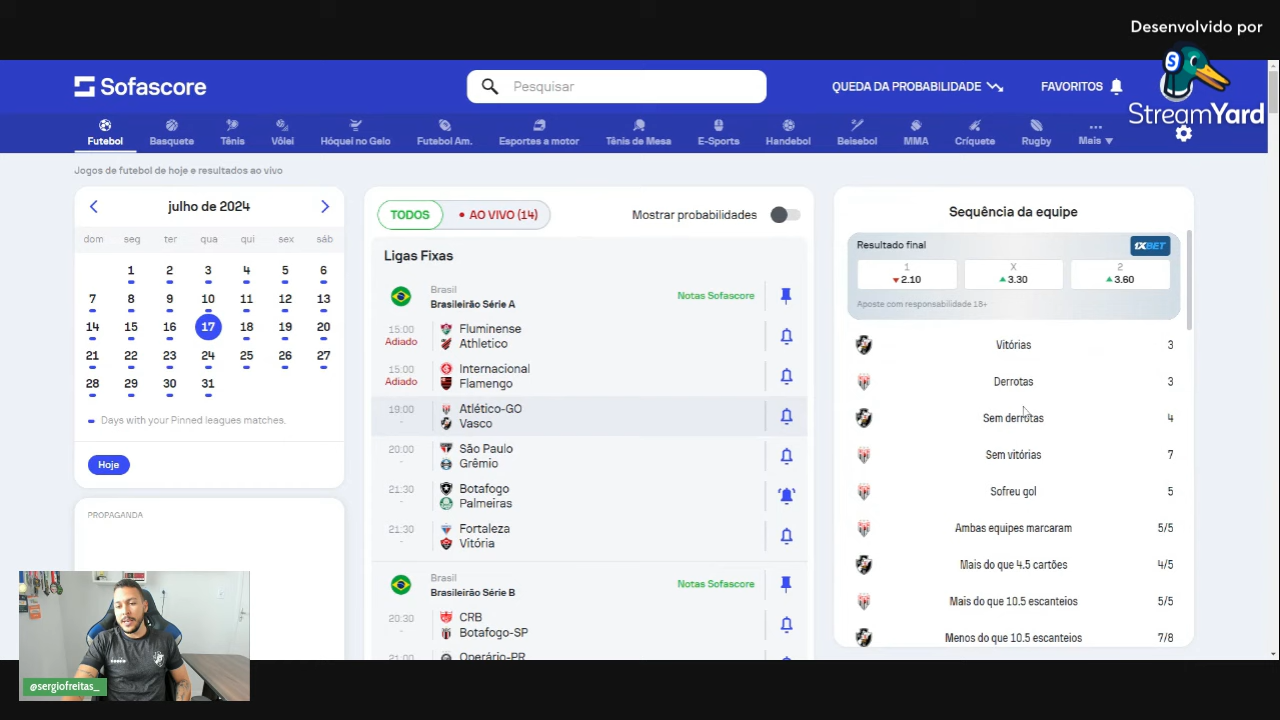 Desenvolvido por
StreamYard
Sofascore
Pesquisar
QUEDA DA PROBABILIDADE
FAVORITOS
Futebol
Basquete
Tênis
Vôlei
Hóquei no Gelo
Futebol Am.
Esportes a motor
Tênis de Mesa
E-Sports
Handebol
Beisebol
MMA
Críquete
Rugby
Mais
Jogos de futebol de hoje e resultados ao vivo
julho de 2024
dom seg ter qua qui sex sáb
1 2 3 4 5 6
7 8 9 10 11 12 13
14 15 16 17 18 19 20
21 22 23 24 25 26 27
28 29 30 31
Days with your Pinned leagues matches.
Hoje
PROPAGANDA
@sergiofreitas_
TODOS
AO VIVO (14)
Mostrar probabilidades
Ligas Fixas
Brasil
Brasileirão Série A
Notas Sofascore
15:00 Fluminense
Adiado Athletico
15:00 Internacional
Adiado Flamengo
19:00 Atlético-GO
- Vasco
20:00 São Paulo
- Grêmio
21:30 Botafogo
- Palmeiras
21:30 Fortaleza
- Vitória
Brasil
Brasileirão Série B
Notas Sofascore
20:30 CRB
- Botafogo-SP
21:00 Operário-PR
Sequência da equipe
Resultado final
1XBET
1 X 2
2.10 3.30 3.60
Aposte com responsabilidade 18+
Vitórias 3
Derrotas 3
Sem derrotas 4
Sem vitórias 7
Sofreu gol 5
Ambas equipes marcaram 5/5
Mais do que 4.5 cartões 4/5
Mais do que 10.5 escanteios 5/5
Menos do que 10.5 escanteios 7/8